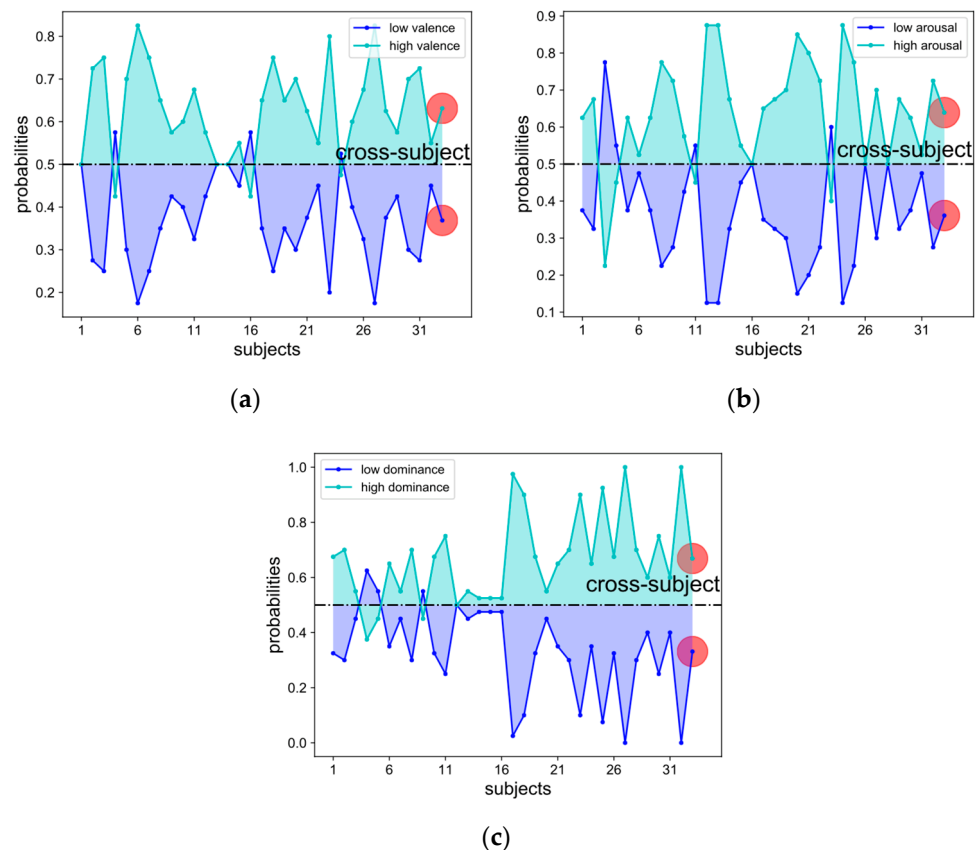 low valence
high valence
0.8
0.7
0.6
0.5
0.4
0.3
0.2
probabilities
cross-subject
1 6 11 16 21 26 31
subjects
(a)
low arousal
high arousal
0.9
0.8
0.7
0.6
0.5
0.4
0.3
0.2
0.1
probabilities
cross-subject
1 6 11 16 21 26 31
subjects
(b)
low dominance
high dominance
1.0
0.8
0.6
0.4
0.2
0.0
probabilities
cross-subject
1 6 11 16 21 26 31
subjects
(c)